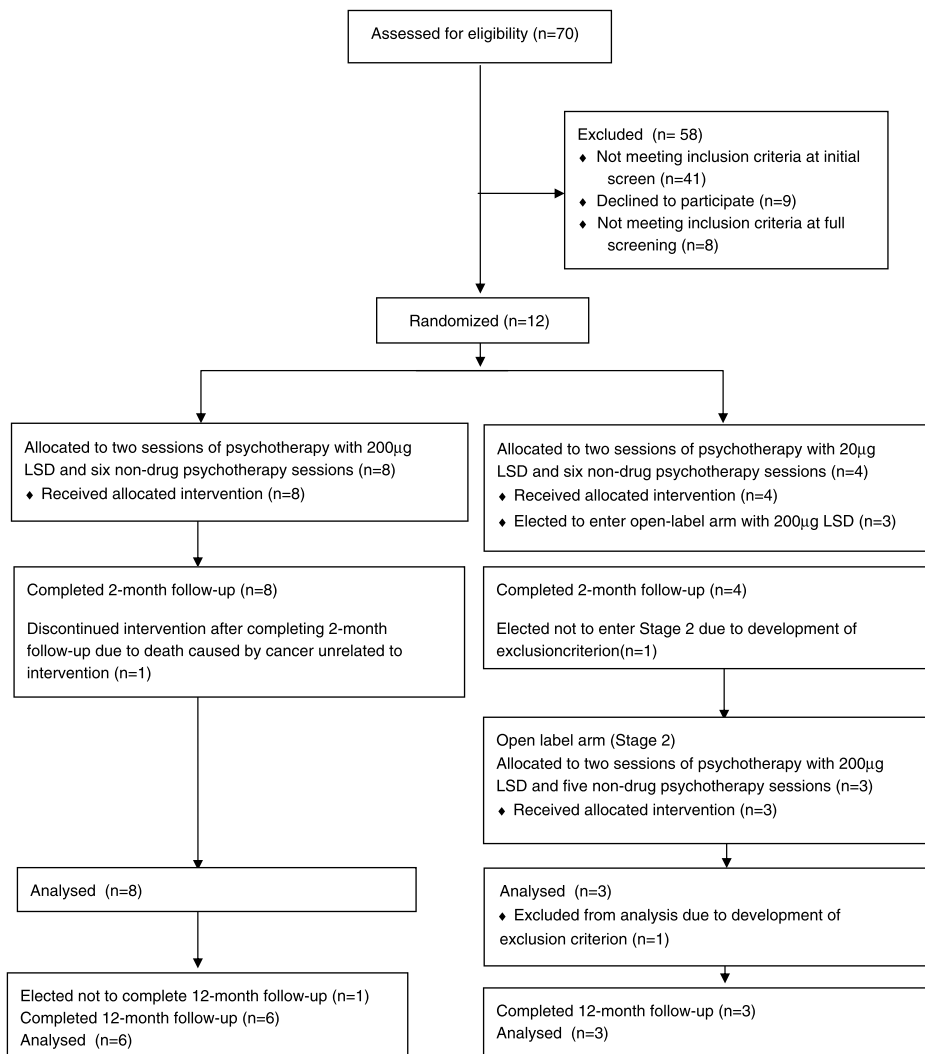 Assessed for eligibility (n=70)
Excluded (n= 58)
♦ Not meeting inclusion criteria at initial
screen (n=41)
♦ Declined to participate (n=9)
♦ Not meeting inclusion criteria at full
screening (n=8)
Randomized (n=12)
Allocated to two sessions of psychotherapy with 200µg
LSD and six non-drug psychotherapy sessions (n=8)
♦ Received allocated intervention (n=8)
Allocated to two sessions of psychotherapy with 20µg
LSD and six non-drug psychotherapy sessions (n=4)
♦ Received allocated intervention (n=4)
♦ Elected to enter open-label arm with 200µg LSD (n=3)
Completed 2-month follow-up (n=8)
Discontinued intervention after completing 2-month
follow-up due to death caused by cancer unrelated to
intervention (n=1)
Completed 2-month follow-up (n=4)
Elected not to enter Stage 2 due to development of
exclusioncriterion(n=1)
Open label arm (Stage 2)
Allocated to two sessions of psychotherapy with 200µg
LSD and five non-drug psychotherapy sessions (n=3)
♦ Received allocated intervention (n=3)
Analysed (n=8)
Analysed (n=3)
♦ Excluded from analysis due to development of
exclusion criterion (n=1)
Elected not to complete 12-month follow-up (n=1)
Completed 12-month follow-up (n=6)
Analysed (n=6)
Completed 12-month follow-up (n=3)
Analysed (n=3)